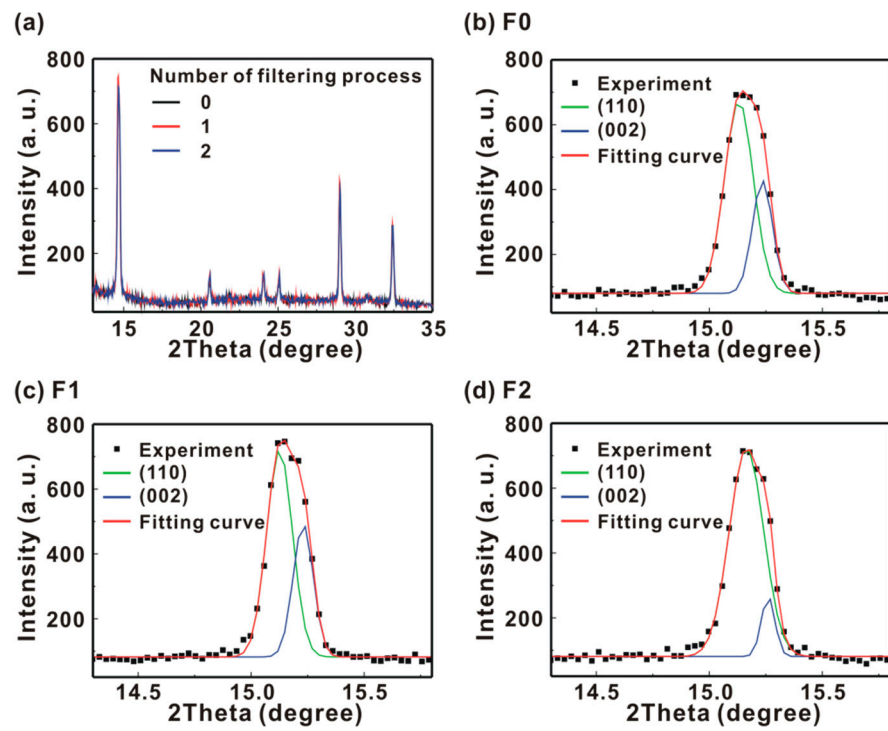 (a)
Number of filtering process
0
1
2
800
600
400
200
15
20
25
30
35
Intensity (a. u.)
2Theta (degree)
(b) F0
Experiment
(110)
(002)
Fitting curve
800
600
400
200
14.5
15.0
15.5
Intensity (a. u.)
2Theta (degree)
(c) F1
Experiment
(110)
(002)
Fitting curve
800
600
400
200
14.5
15.0
15.5
Intensity (a. u.)
2Theta (degree)
(d) F2
Experiment
(110)
(002)
Fitting curve
800
600
400
200
14.5
15.0
15.5
Intensity (a. u.)
2Theta (degree)